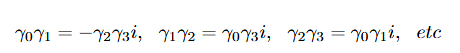 γ₀γ₁ = −γ₂γ₃i, γ₁γ₂ = γ₀γ₃i, γ₂γ₃ = γ₀γ₁i, etc